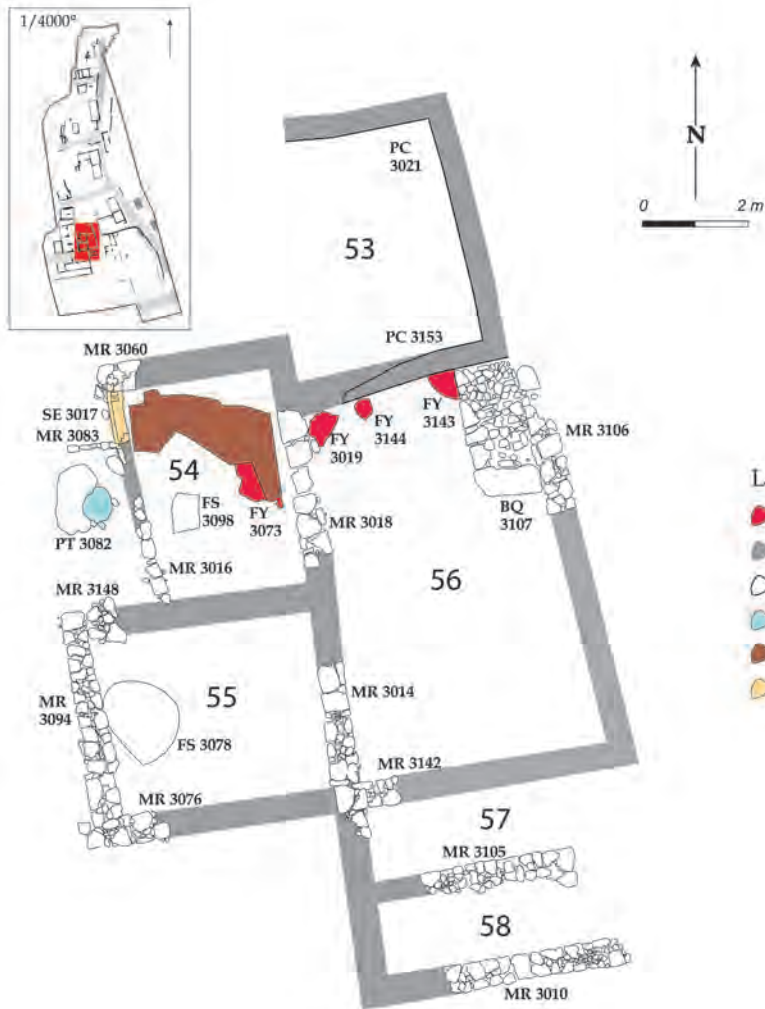 1/4000°
N
0 2 m
PC
3021
53
PC 3153
MR 3060
SE 3017
MR 3083
FY
3019
FY
3144
FY
3143
MR 3106
54
FS
3098
FY
3073
MR 3018
BQ
3107
PT 3082
MR 3016
56
MR 3148
MR
3094
55
FS 3078
MR 3014
MR 3076
MR 3142
57
MR 3105
58
MR 3010
L